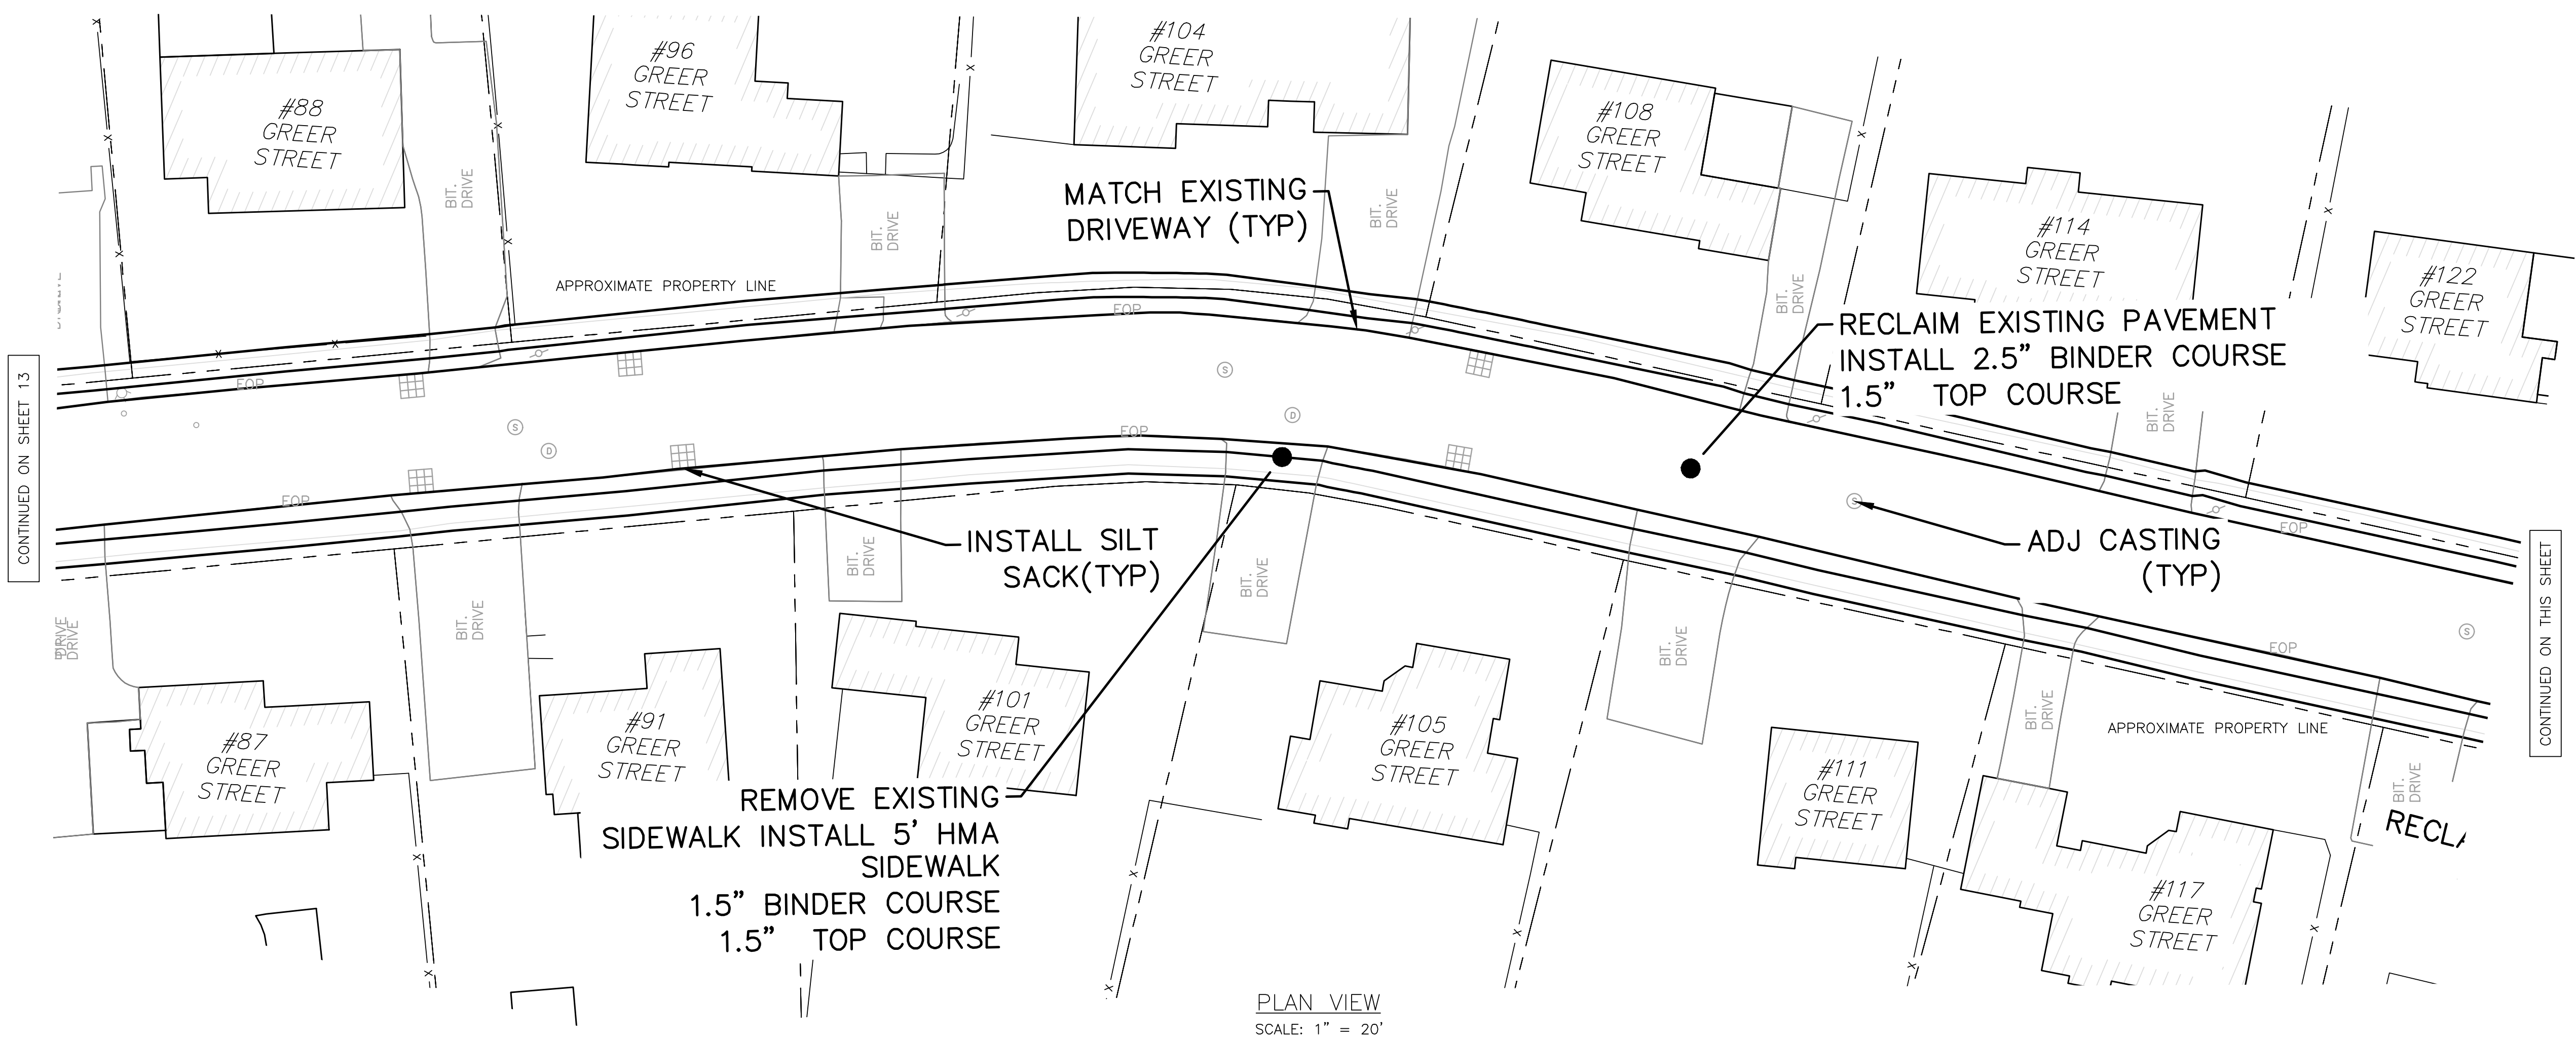 #88
GREER
STREET
#96
GREER
STREET
#104
GREER
STREET
#108
GREER
STREET
#114
GREER
STREET
#122
GREER
STREET
BIT.
DRIVE
BIT.
DRIVE
BIT.
DRIVE
BIT.
DRIVE
BIT.
DRIVE
MATCH EXISTING
DRIVEWAY (TYP)
APPROXIMATE PROPERTY LINE
RECLAIM EXISTING PAVEMENT
INSTALL 2.5” BINDER COURSE
1.5” TOP COURSE
CONTINUED ON SHEET 13
EOP
EOP
EOP
EOP
EOP
EOP
S
D
S
D
S
S
INSTALL SILT
SACK(TYP)
ADJ CASTING
(TYP)
CONTINUED ON THIS SHEET
DRIVE
DRIVE
BIT.
DRIVE
BIT.
DRIVE
BIT.
DRIVE
BIT.
DRIVE
BIT.
DRIVE
BIT.
DRIVE
APPROXIMATE PROPERTY LINE
#87
GREER
STREET
#91
GREER
STREET
#101
GREER
STREET
#105
GREER
STREET
#111
GREER
STREET
#117
GREER
STREET
REMOVE EXISTING
SIDEWALK INSTALL 5’ HMA
SIDEWALK
1.5” BINDER COURSE
1.5” TOP COURSE
PLAN VIEW
SCALE: 1” = 20’